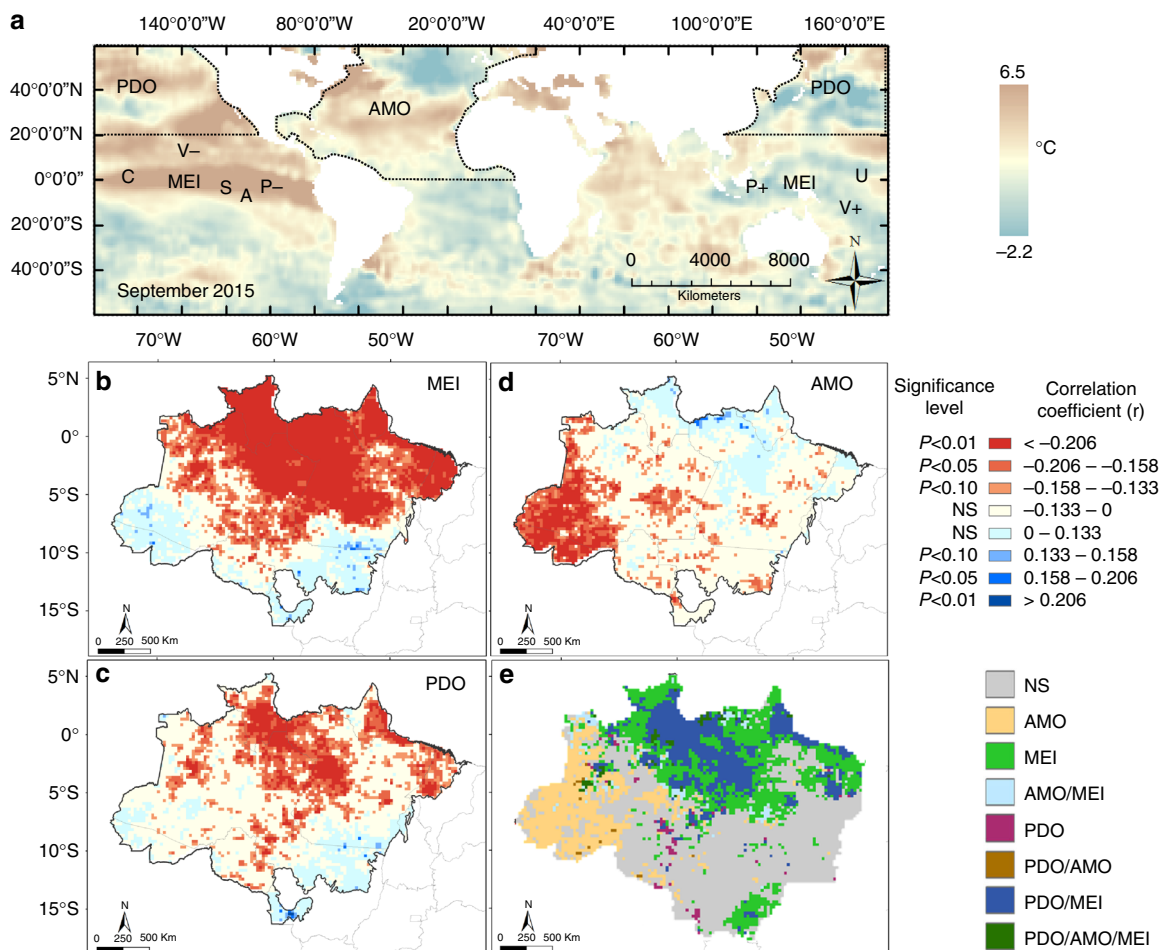 a
140°0'0"W 80°0'0"W 20°0'0"W 40°0'0"E 100°0'0"E 160°0'0"E
40°0'0"N
20°0'0"N
0°0'0"
20°0'0"S
40°0'0"S
PDO
AMO
PDO
V–
C
MEI
S
A
P–
P+
MEI
U
V+
N
0 4000 8000
Kilometers
September 2015
6.5
°C
–2.2
70°W 60°W 50°W 70°W 60°W 50°W
b
MEI
5°N
0°
5°S
10°S
15°S
N
0 250 500 Km
d
AMO
N
0 250 500 Km
Significance level
Correlation coefficient (r)
P<0.01 < –0.206
P<0.05 –0.206 – –0.158
P<0.10 –0.158 – –0.133
NS –0.133 – 0
NS 0 – 0.133
P<0.10 0.133 – 0.158
P<0.05 0.158 – 0.206
P<0.01 > 0.206
c
PDO
5°N
0°
5°S
10°S
15°S
N
0 250 500 Km
e
N
0 250 500 Km
NS
AMO
MEI
AMO/MEI
PDO
PDO/AMO
PDO/MEI
PDO/AMO/MEI